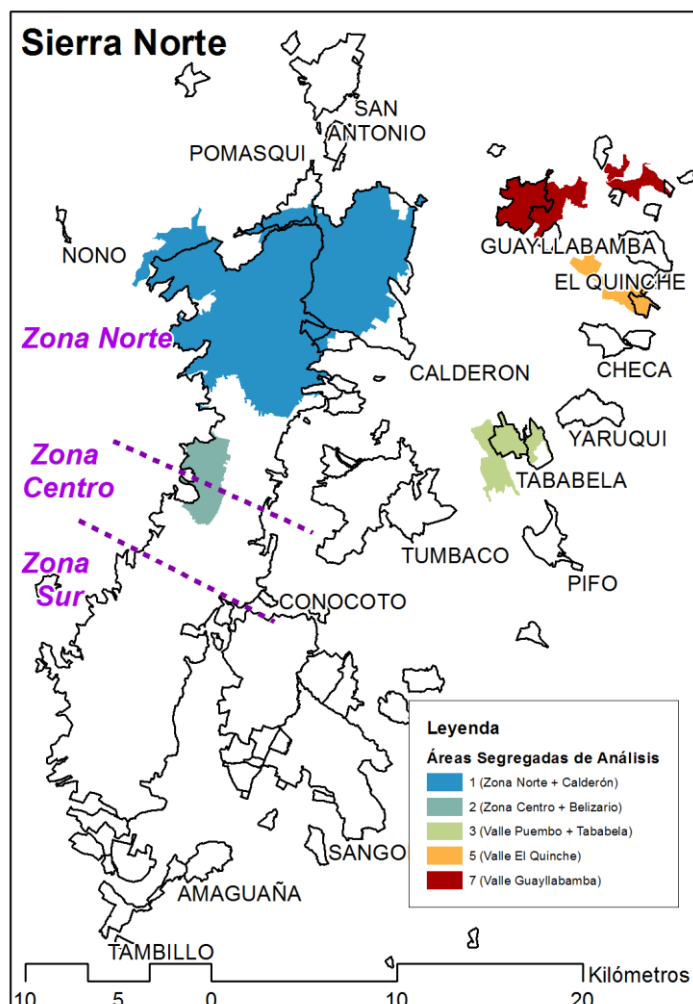 Sierra Norte
SAN
ANTONIO
POMASQUI
NONO
GUAYLLABAMBA
EL QUINCHE
Zona Norte
CHECA
CALDERON
YARUQUI
Zona
Centro
TABABELA
TUMBACO
Zona
Sur
PIFO
CONOCOTO
Leyenda
Áreas Segregadas de Análisis
1 (Zona Norte + Calderón)
2 (Zona Centro + Belizario)
3 (Valle Puembo + Tababela)
5 (Valle El Quinche)
7 (Valle Guayllabamba)
SANGO
AMAGUAÑA
TAMBILLO
Kilómetros
10 5 0 10 20